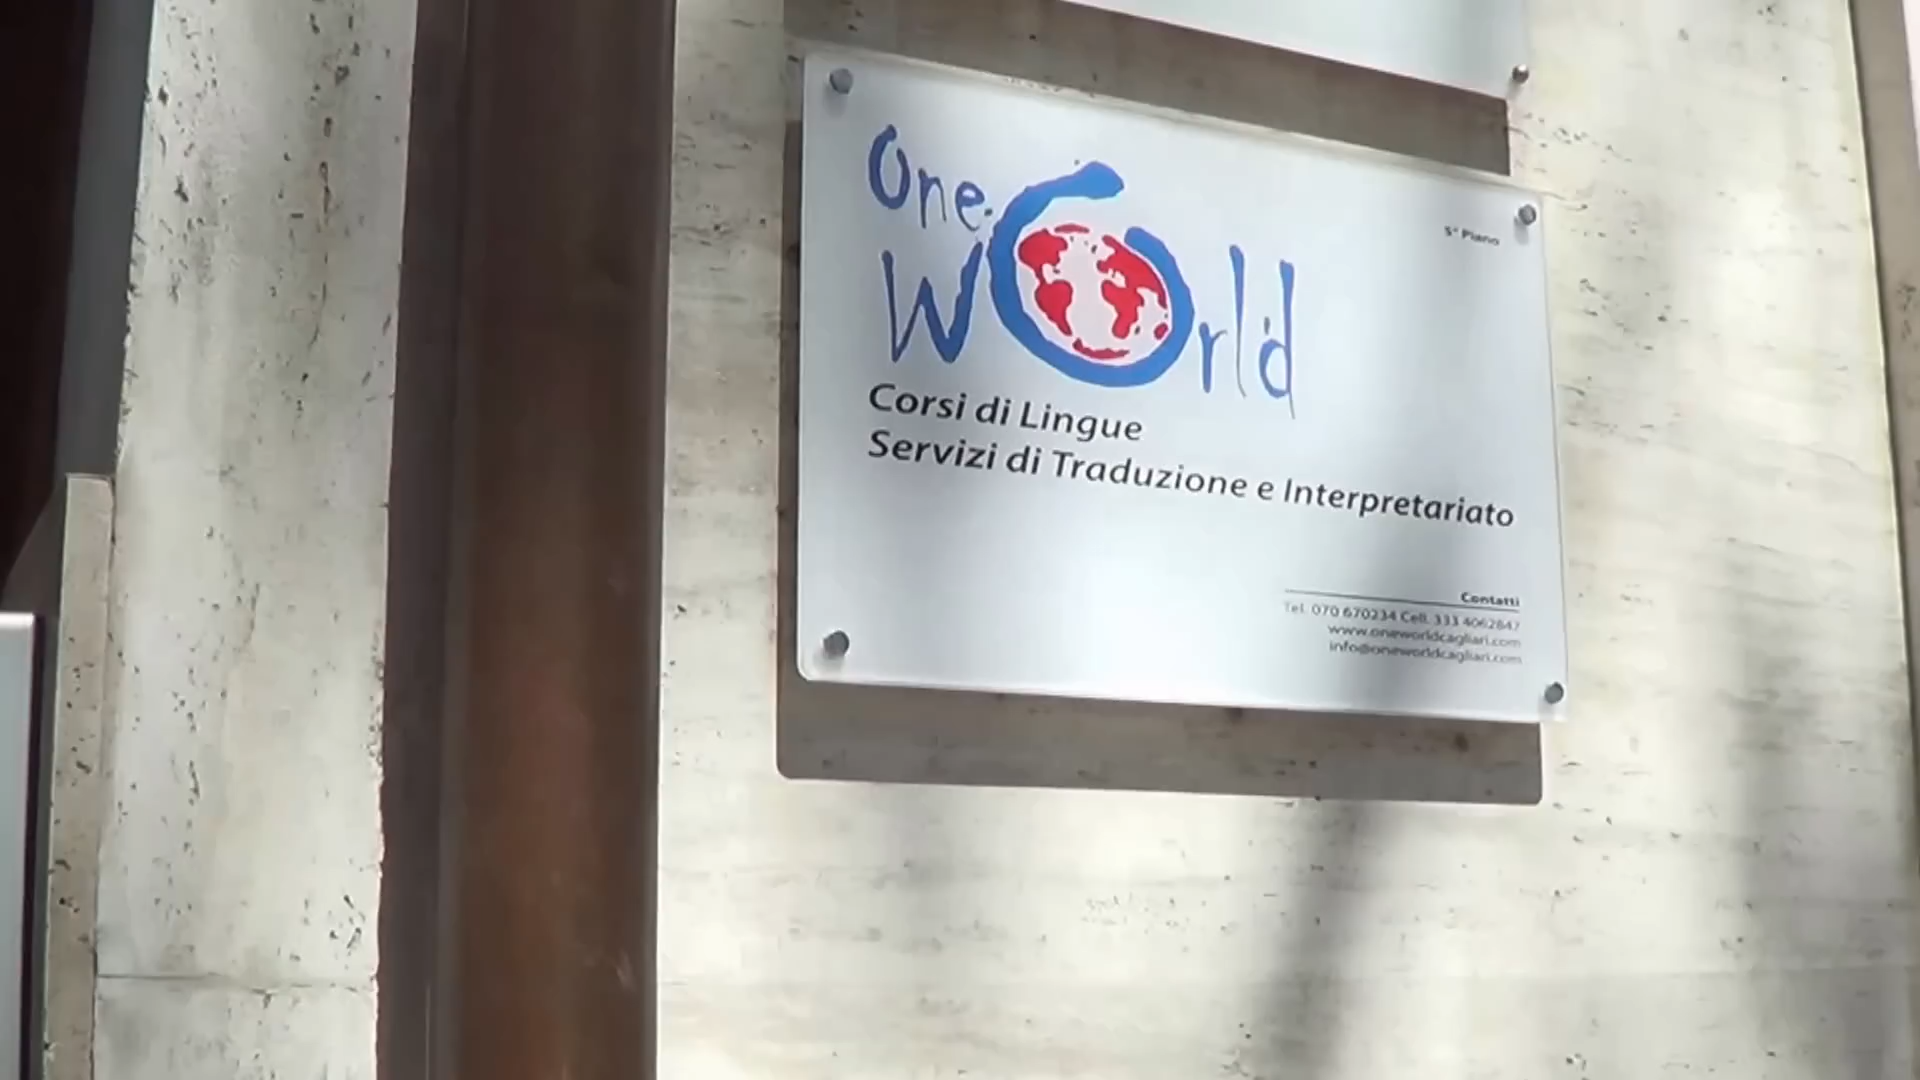 One
World
5° Piano
Corsi di Lingue
Servizi di Traduzione e Interpretariato
Contatti
Tel. 070 670234 Cell. 333 4062847
www.oneworldcagliari.com
info@oneworldcagliari.com